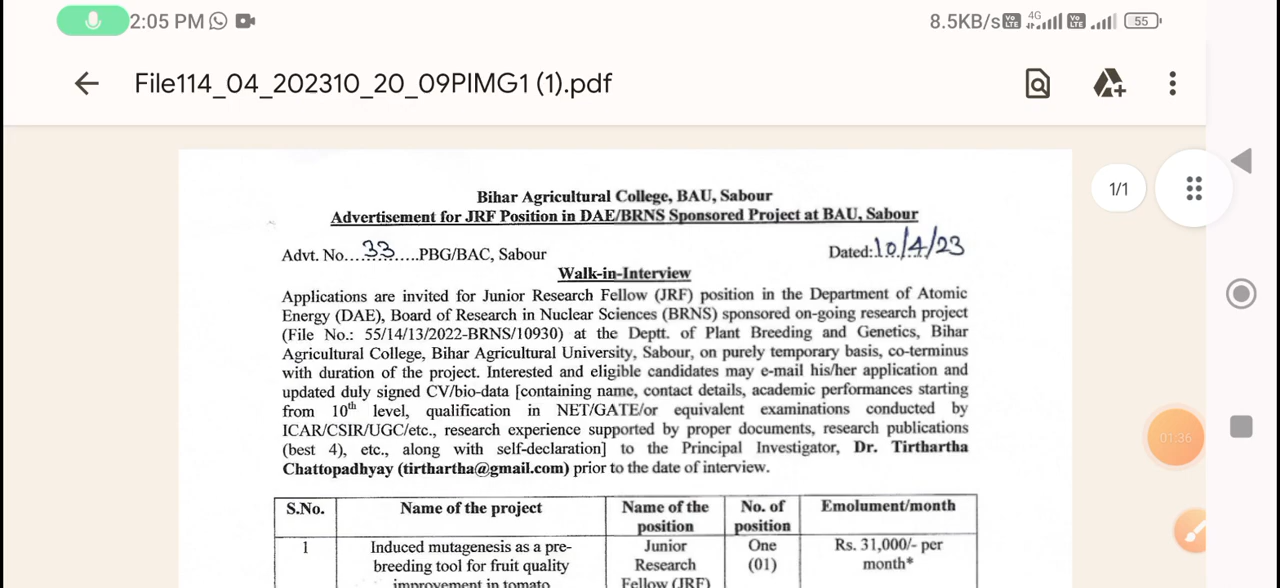 2:05 PM
8.5KB/s Vo LTE 4G Vo LTE 55
File114_04_202310_20_09PIMG1 (1).pdf
1/1
Bihar Agricultural College, BAU, Sabour
Advertisement for JRF Position in DAE/BRNS Sponsored Project at BAU, Sabour
Advt. No....33.....PBG/BAC, Sabour
Dated:10/4/23
Walk-in-Interview
Applications are invited for Junior Research Fellow (JRF) position in the Department of Atomic
Energy (DAE), Board of Research in Nuclear Sciences (BRNS) sponsored on-going research project
(File No.: 55/14/13/2022-BRNS/10930) at the Deptt. of Plant Breeding and Genetics, Bihar
Agricultural College, Bihar Agricultural University, Sabour, on purely temporary basis, co-terminus
with duration of the project. Interested and eligible candidates may e-mail his/her application and
updated duly signed CV/bio-data [containing name, contact details, academic performances starting
from 10th level, qualification in NET/GATE/or equivalent examinations conducted by
ICAR/CSIR/UGC/etc., research experience supported by proper documents, research publications
(best 4), etc., along with self-declaration] to the Principal Investigator, Dr. Tirthartha
Chattopadhyay (tirthartha@gmail.com) prior to the date of interview.
01:36
S.No. Name of the project Name of the position No. of position Emolument/month
1 Induced mutagenesis as a pre- Junior One Rs. 31,000/- per
breeding tool for fruit quality Research (01) month*
improvement in tomato Fellow (JRF)